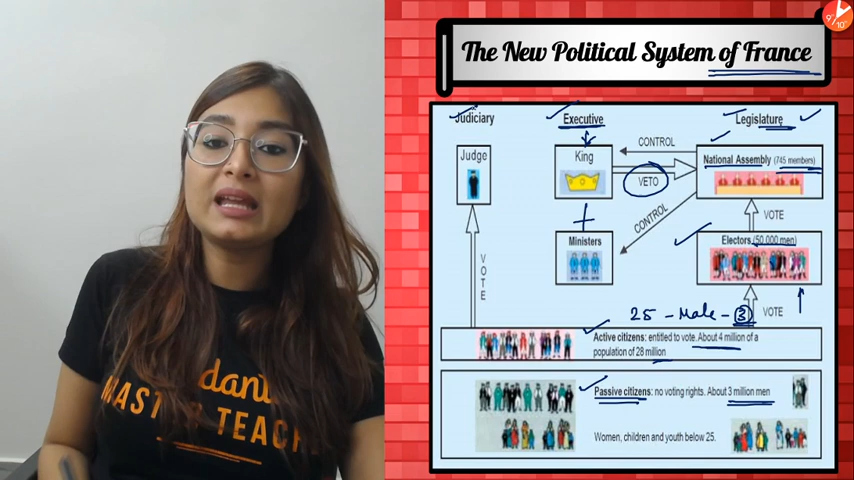 The New Political System of France
9ᵗʰ 10ᵗʰ
Judiciary
Executive
Legislature
Judge
King
CONTROL
VETO
National Assembly (745 members)
VOTE
Ministers
CONTROL
Electors (50,000 men)
VOTE
25 - Male - 3
VOTE
Active citizens: entitled to vote. About 4 million of a
population of 28 million
Passive citizens: no voting rights. About 3 million men
Women, children and youth below 25.
MASTER TEACH